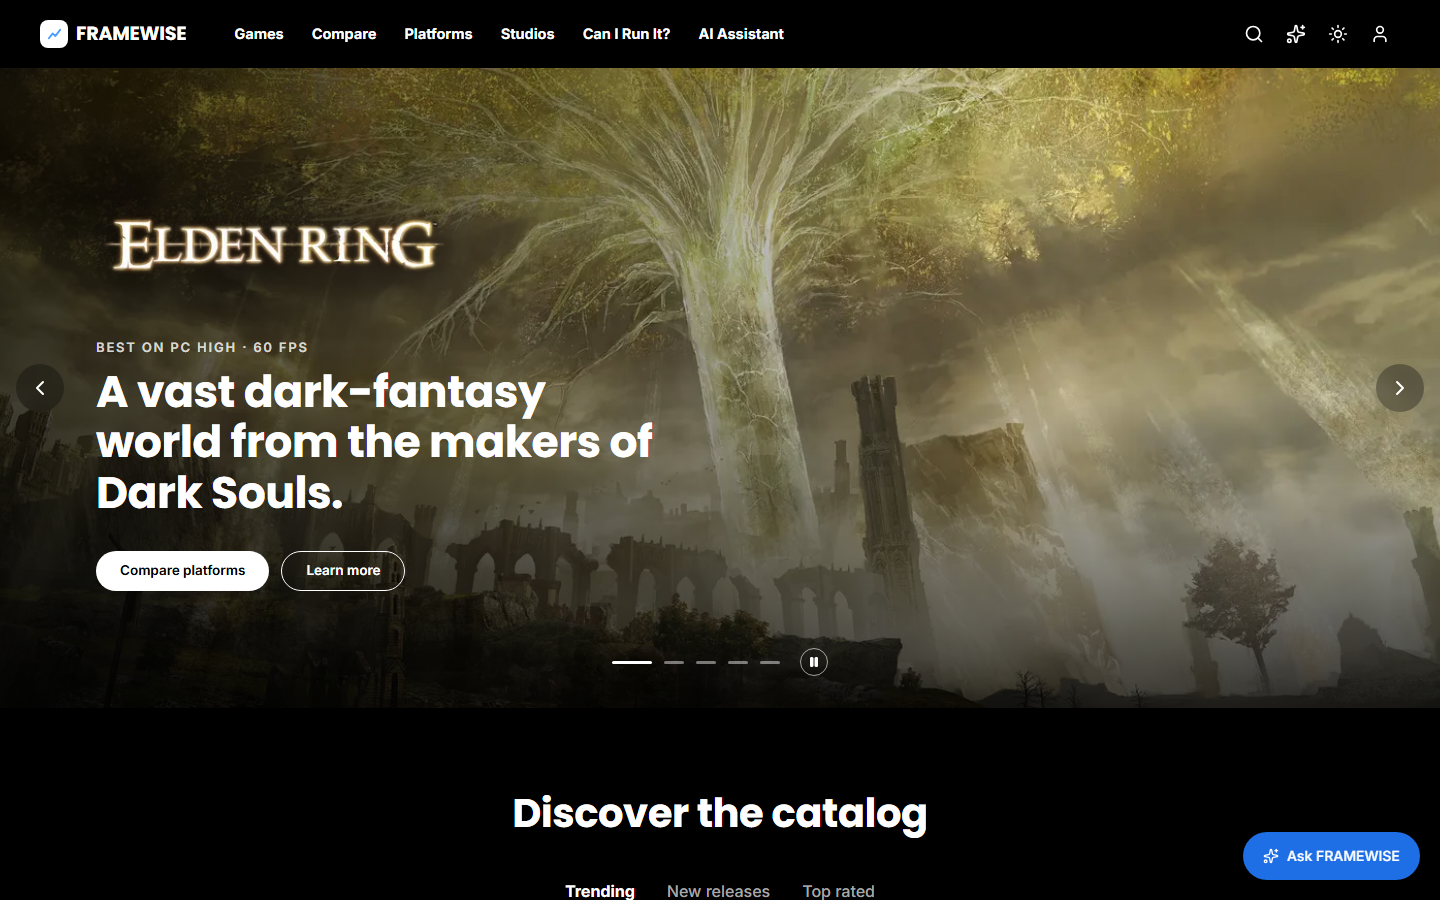 FRAMEWISE
Games Compare Platforms Studios Can I Run It? AI Assistant
ELDEN RING
BEST ON PC HIGH · 60 FPS
A vast dark-fantasy
world from the makers of
Dark Souls.
Compare platforms Learn more
Discover the catalog
Ask FRAMEWISE
Trending New releases Top rated